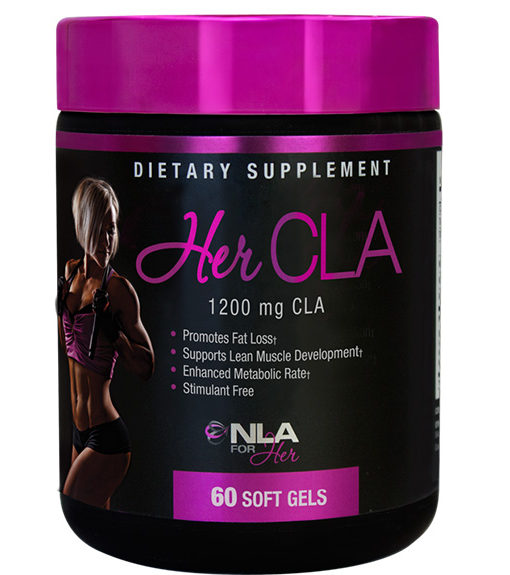 DIETARY SUPPLEMENT
Her CLA
1200 mg CLA
• Promotes Fat Loss†
• Supports Lean Muscle Development†
• Enhanced Metabolic Rate†
• Stimulant Free
NLA
FOR Her
60 SOFT GELS